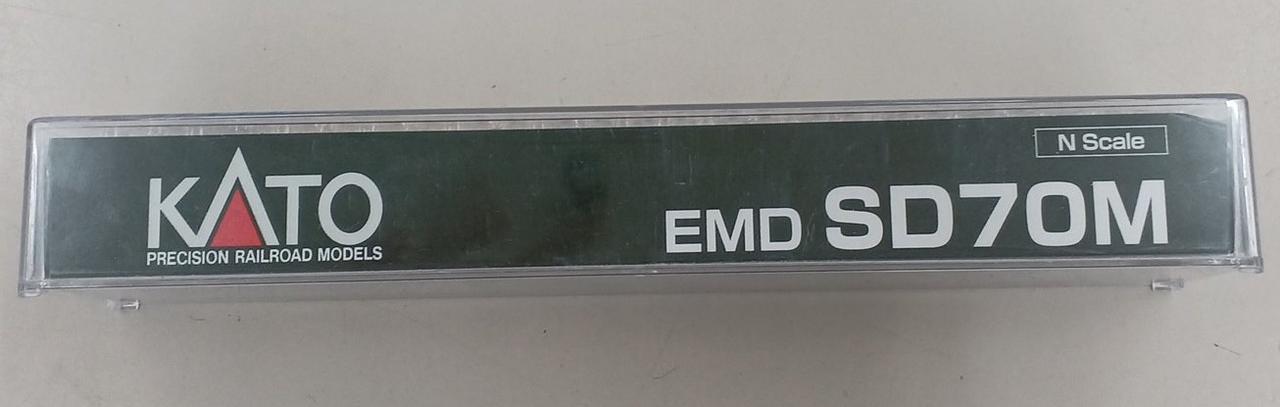 KATO
PRECISION RAILROAD MODELS
N Scale
EMD SD70M